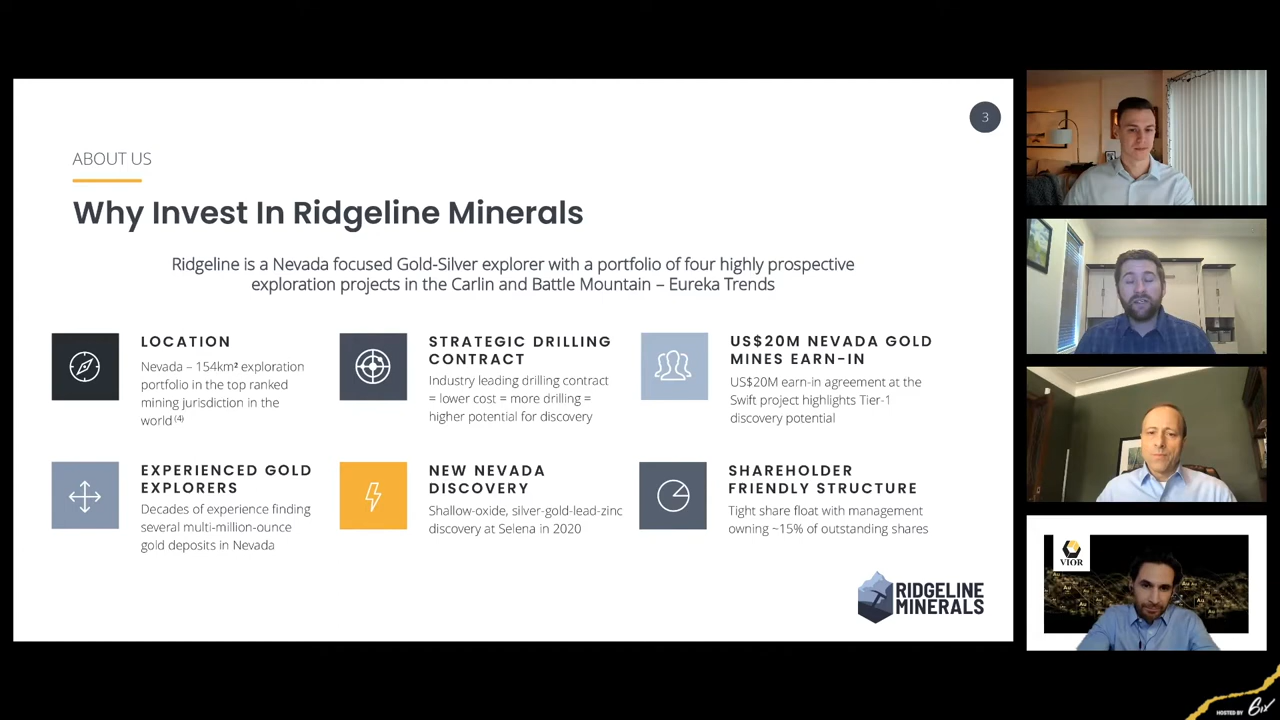 3
ABOUT US
Why Invest In Ridgeline Minerals
Ridgeline is a Nevada focused Gold-Silver explorer with a portfolio of four highly prospective
exploration projects in the Carlin and Battle Mountain – Eureka Trends
LOCATION
Nevada – 154km² exploration
portfolio in the top ranked
mining jurisdiction in the
world (4)
STRATEGIC DRILLING
CONTRACT
Industry leading drilling contract
= lower cost = more drilling =
higher potential for discovery
US$20M NEVADA GOLD
MINES EARN-IN
US$20M earn-in agreement at the
Swift project highlights Tier-1
discovery potential
EXPERIENCED GOLD
EXPLORERS
Decades of experience finding
several multi-million-ounce
gold deposits in Nevada
NEW NEVADA
DISCOVERY
Shallow-oxide, silver-gold-lead-zinc
discovery at Selena in 2020
SHAREHOLDER
FRIENDLY STRUCTURE
Tight share float with management
owning ~15% of outstanding shares
RIDGELINE
MINERALS
VIOR
HOSTED BY 6ix